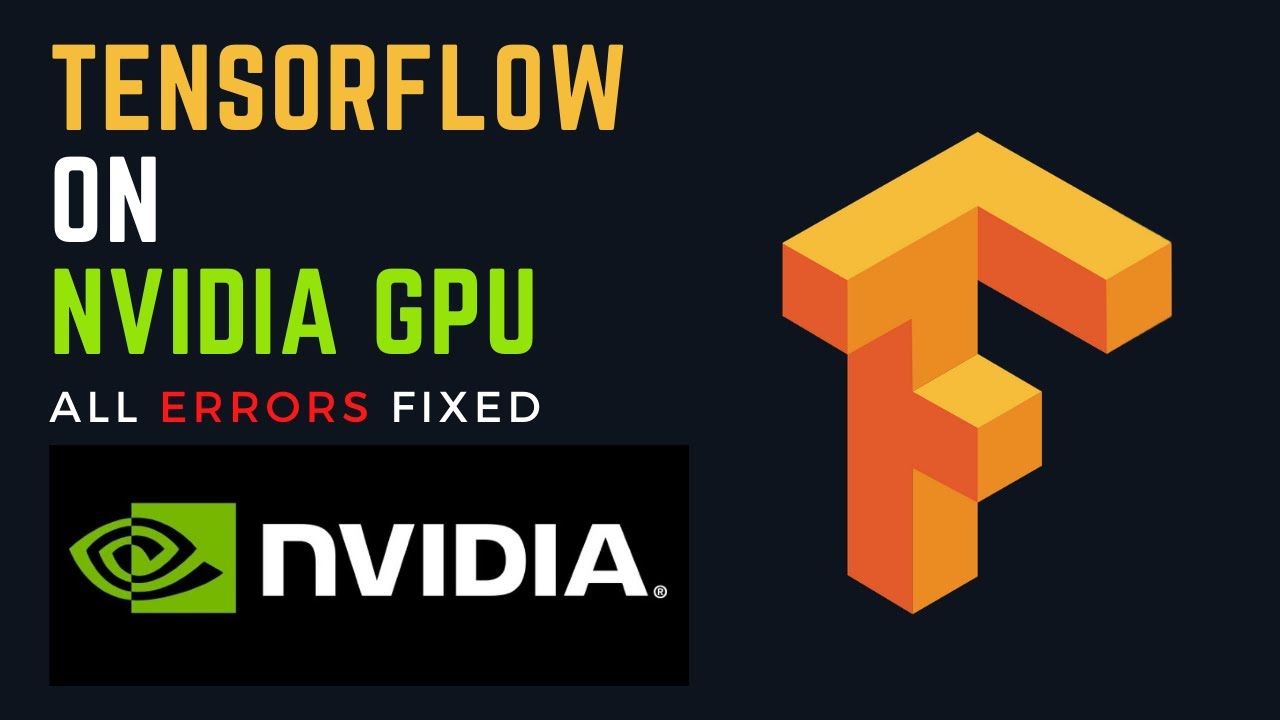 TENSORFLOW
ON
NVIDIA GPU
ALL ERRORS FIXED
NVIDIA®